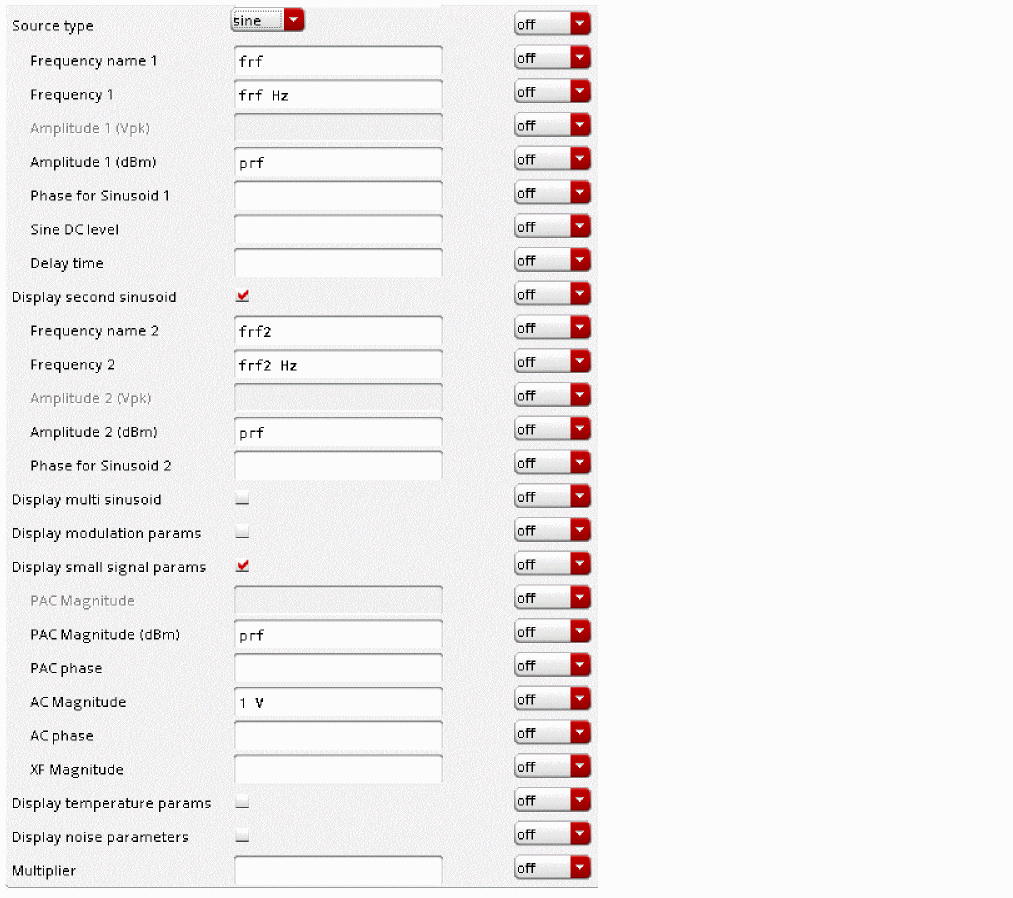 Source type sine off
Frequency name 1 frf off
Frequency 1 frf Hz off
Amplitude 1 (Vpk) off
Amplitude 1 (dBm) prf off
Phase for Sinusoid 1 off
Sine DC level off
Delay time off
Display second sinusoid off
Frequency name 2 frf2 off
Frequency 2 frf2 Hz off
Amplitude 2 (Vpk) off
Amplitude 2 (dBm) prf off
Phase for Sinusoid 2 off
Display multi sinusoid off
Display modulation params off
Display small signal params off
PAC Magnitude off
PAC Magnitude (dBm) prf off
PAC phase off
AC Magnitude 1 V off
AC phase off
XF Magnitude off
Display temperature params off
Display noise parameters off
Multiplier off